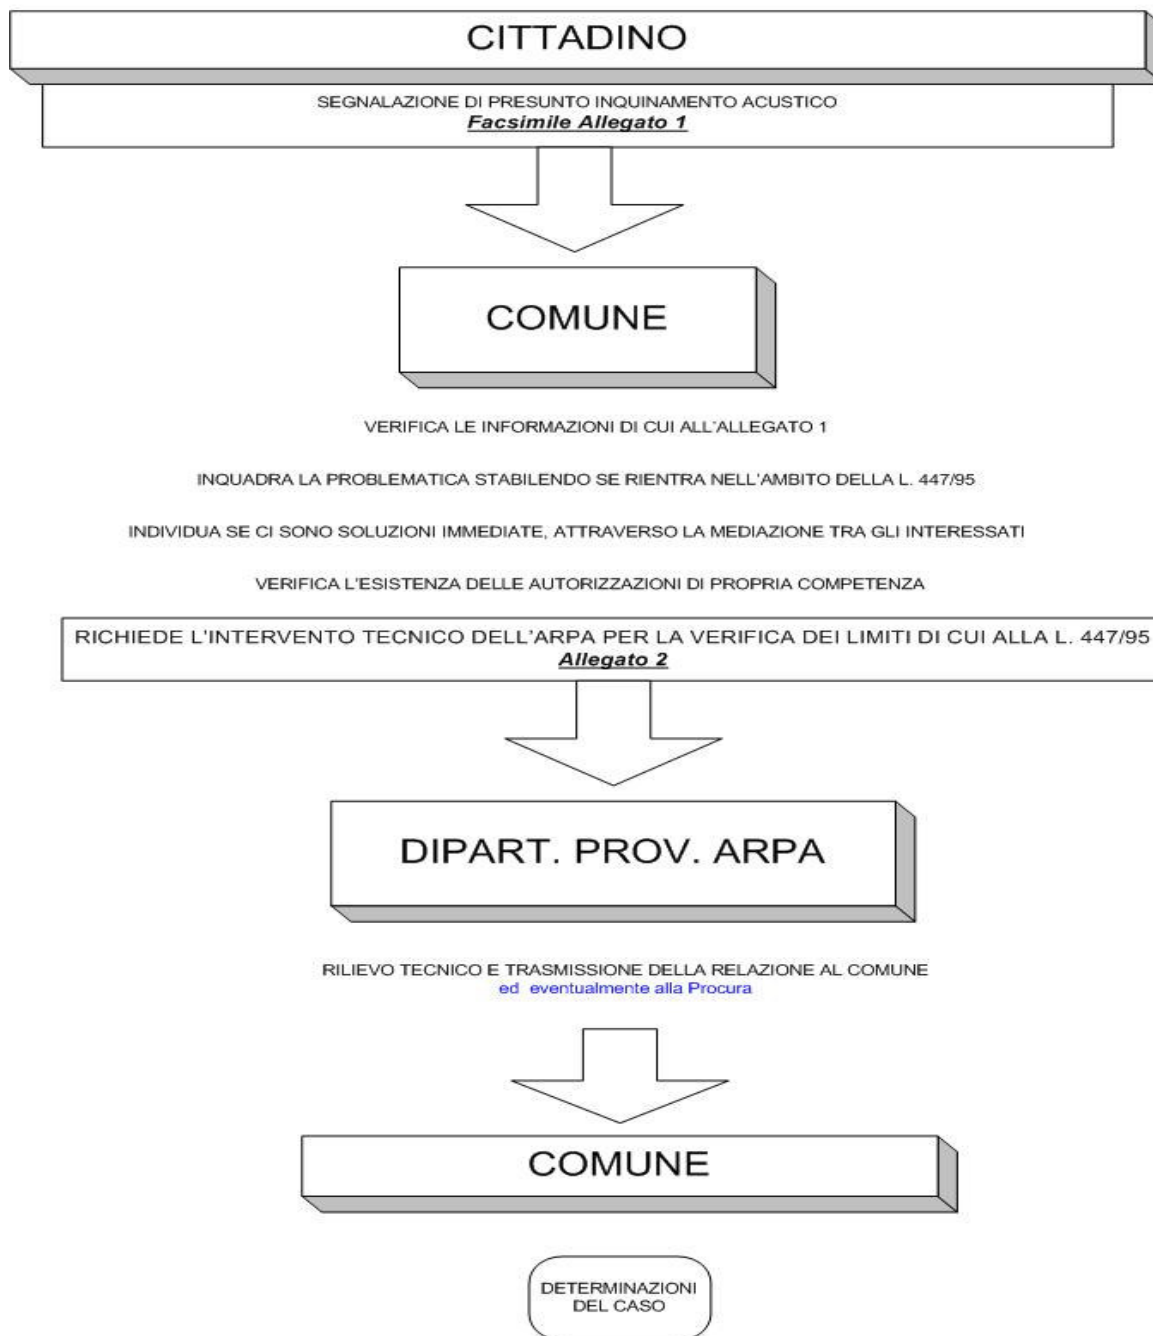 CITTADINO
SEGNALAZIONE DI PRESUNTO INQUINAMENTO ACUSTICO
Facsimile Allegato 1
COMUNE
VERIFICA LE INFORMAZIONI DI CUI ALL'ALLEGATO 1
INQUADRA LA PROBLEMATICA STABILENDO SE RIENTRA NELL'AMBITO DELLA L. 447/95
INDIVIDUA SE CI SONO SOLUZIONI IMMEDIATE, ATTRAVERSO LA MEDIAZIONE TRA GLI INTERESSATI
VERIFICA L'ESISTENZA DELLE AUTORIZZAZIONI DI PROPRIA COMPETENZA
RICHIEDE L'INTERVENTO TECNICO DELL'ARPA PER LA VERIFICA DEI LIMITI DI CUI ALLA L. 447/95
Allegato 2
DIPART. PROV. ARPA
RILIEVO TECNICO E TRASMISSIONE DELLA RELAZIONE AL COMUNE
ed eventualmente alla Procura
COMUNE
DETERMINAZIONI
DEL CASO